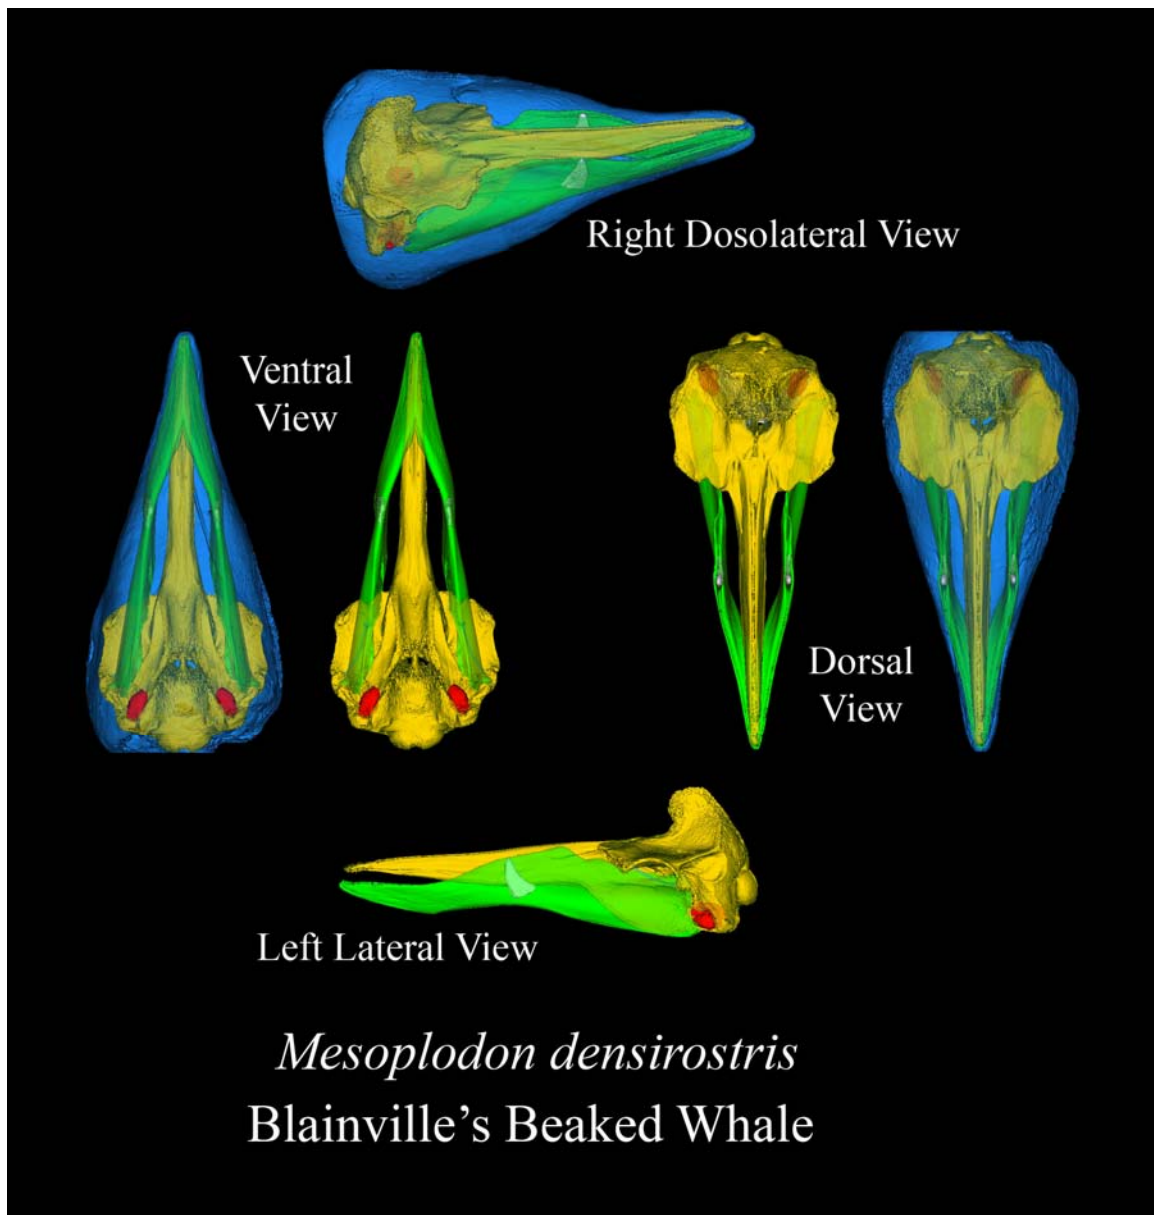 Right Dosolateral View
Ventral
View
Dorsal
View
Left Lateral View
Mesoplodon densirostris
Blainville’s Beaked Whale